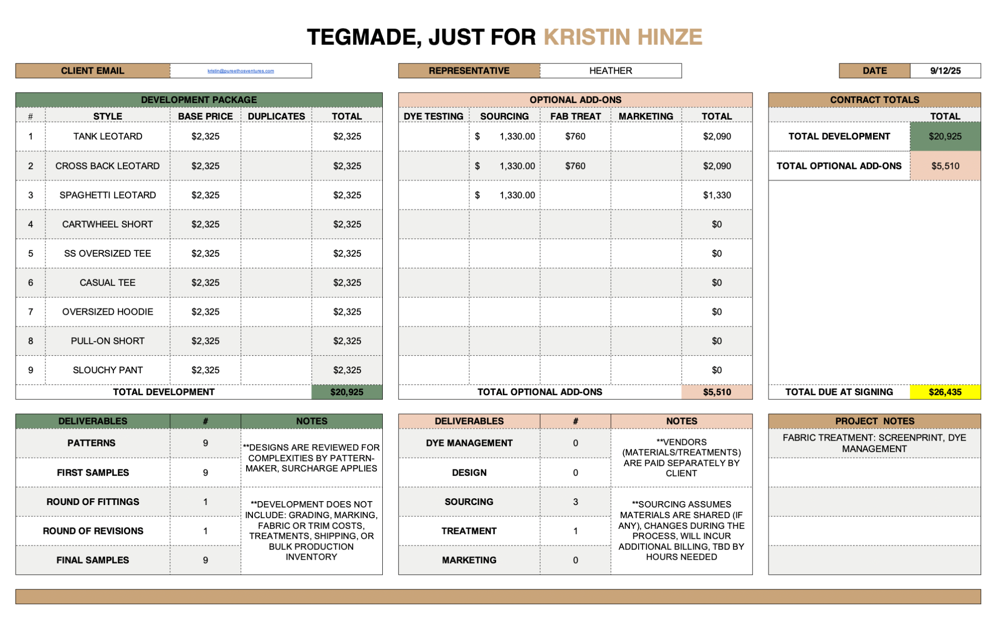 TEGMADE, JUST FOR KRISTIN HINZE
CLIENT EMAIL kristin@pureethosventures.com REPRESENTATIVE HEATHER DATE 9/12/25
DEVELOPMENT PACKAGE
# STYLE BASE PRICE DUPLICATES TOTAL
1 TANK LEOTARD $2,325 $2,325
2 CROSS BACK LEOTARD $2,325 $2,325
3 SPAGHETTI LEOTARD $2,325 $2,325
4 CARTWHEEL SHORT $2,325 $2,325
5 SS OVERSIZED TEE $2,325 $2,325
6 CASUAL TEE $2,325 $2,325
7 OVERSIZED HOODIE $2,325 $2,325
8 PULL-ON SHORT $2,325 $2,325
9 SLOUCHY PANT $2,325 $2,325
TOTAL DEVELOPMENT $20,925
OPTIONAL ADD-ONS
DYE TESTING SOURCING FAB TREAT MARKETING TOTAL
$ 1,330.00 $760 $2,090
$ 1,330.00 $760 $2,090
$ 1,330.00 $1,330
$0
$0
$0
$0
$0
$0
TOTAL OPTIONAL ADD-ONS $5,510
CONTRACT TOTALS
TOTAL
TOTAL DEVELOPMENT $20,925
TOTAL OPTIONAL ADD-ONS $5,510
TOTAL DUE AT SIGNING $26,435
DELIVERABLES # NOTES
PATTERNS 9
FIRST SAMPLES 9
ROUND OF FITTINGS 1
ROUND OF REVISIONS 1
FINAL SAMPLES 9
**DESIGNS ARE REVIEWED FOR
COMPLEXITIES BY PATTERN-
MAKER, SURCHARGE APPLIES
**DEVELOPMENT DOES NOT
INCLUDE: GRADING, MARKING,
FABRIC OR TRIM COSTS,
TREATMENTS, SHIPPING, OR
BULK PRODUCTION
INVENTORY
DELIVERABLES # NOTES
DYE MANAGEMENT 0
DESIGN 0
SOURCING 3
TREATMENT 1
MARKETING 0
**VENDORS
(MATERIALS/TREATMENTS)
ARE PAID SEPARATELY BY
CLIENT
**SOURCING ASSUMES
MATERIALS ARE SHARED (IF
ANY), CHANGES DURING THE
PROCESS, WILL INCUR
ADDITIONAL BILLING, TBD BY
HOURS NEEDED
PROJECT NOTES
FABRIC TREATMENT: SCREENPRINT, DYE
MANAGEMENT